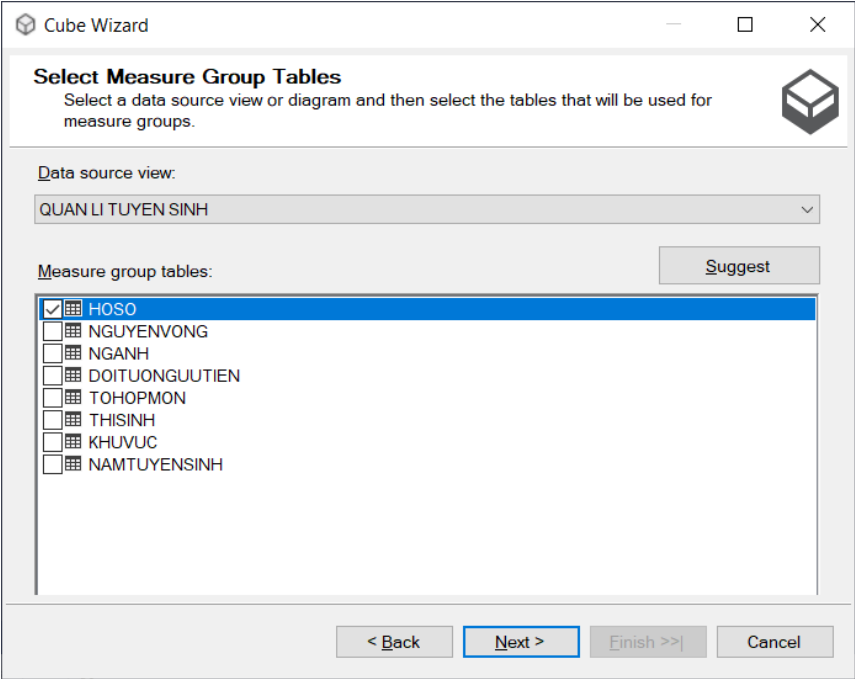 Cube Wizard
Select Measure Group Tables
Select a data source view or diagram and then select the tables that will be used for
measure groups.
Data source view:
QUAN LI TUYEN SINH
Measure group tables:
Suggest
HOSO
NGUYENVONG
NGANH
DOITUONGUUTIEN
TOHOPMON
THISINH
KHUVUC
NAMTUYENSINH
< Back
Next >
Finish >>|
Cancel